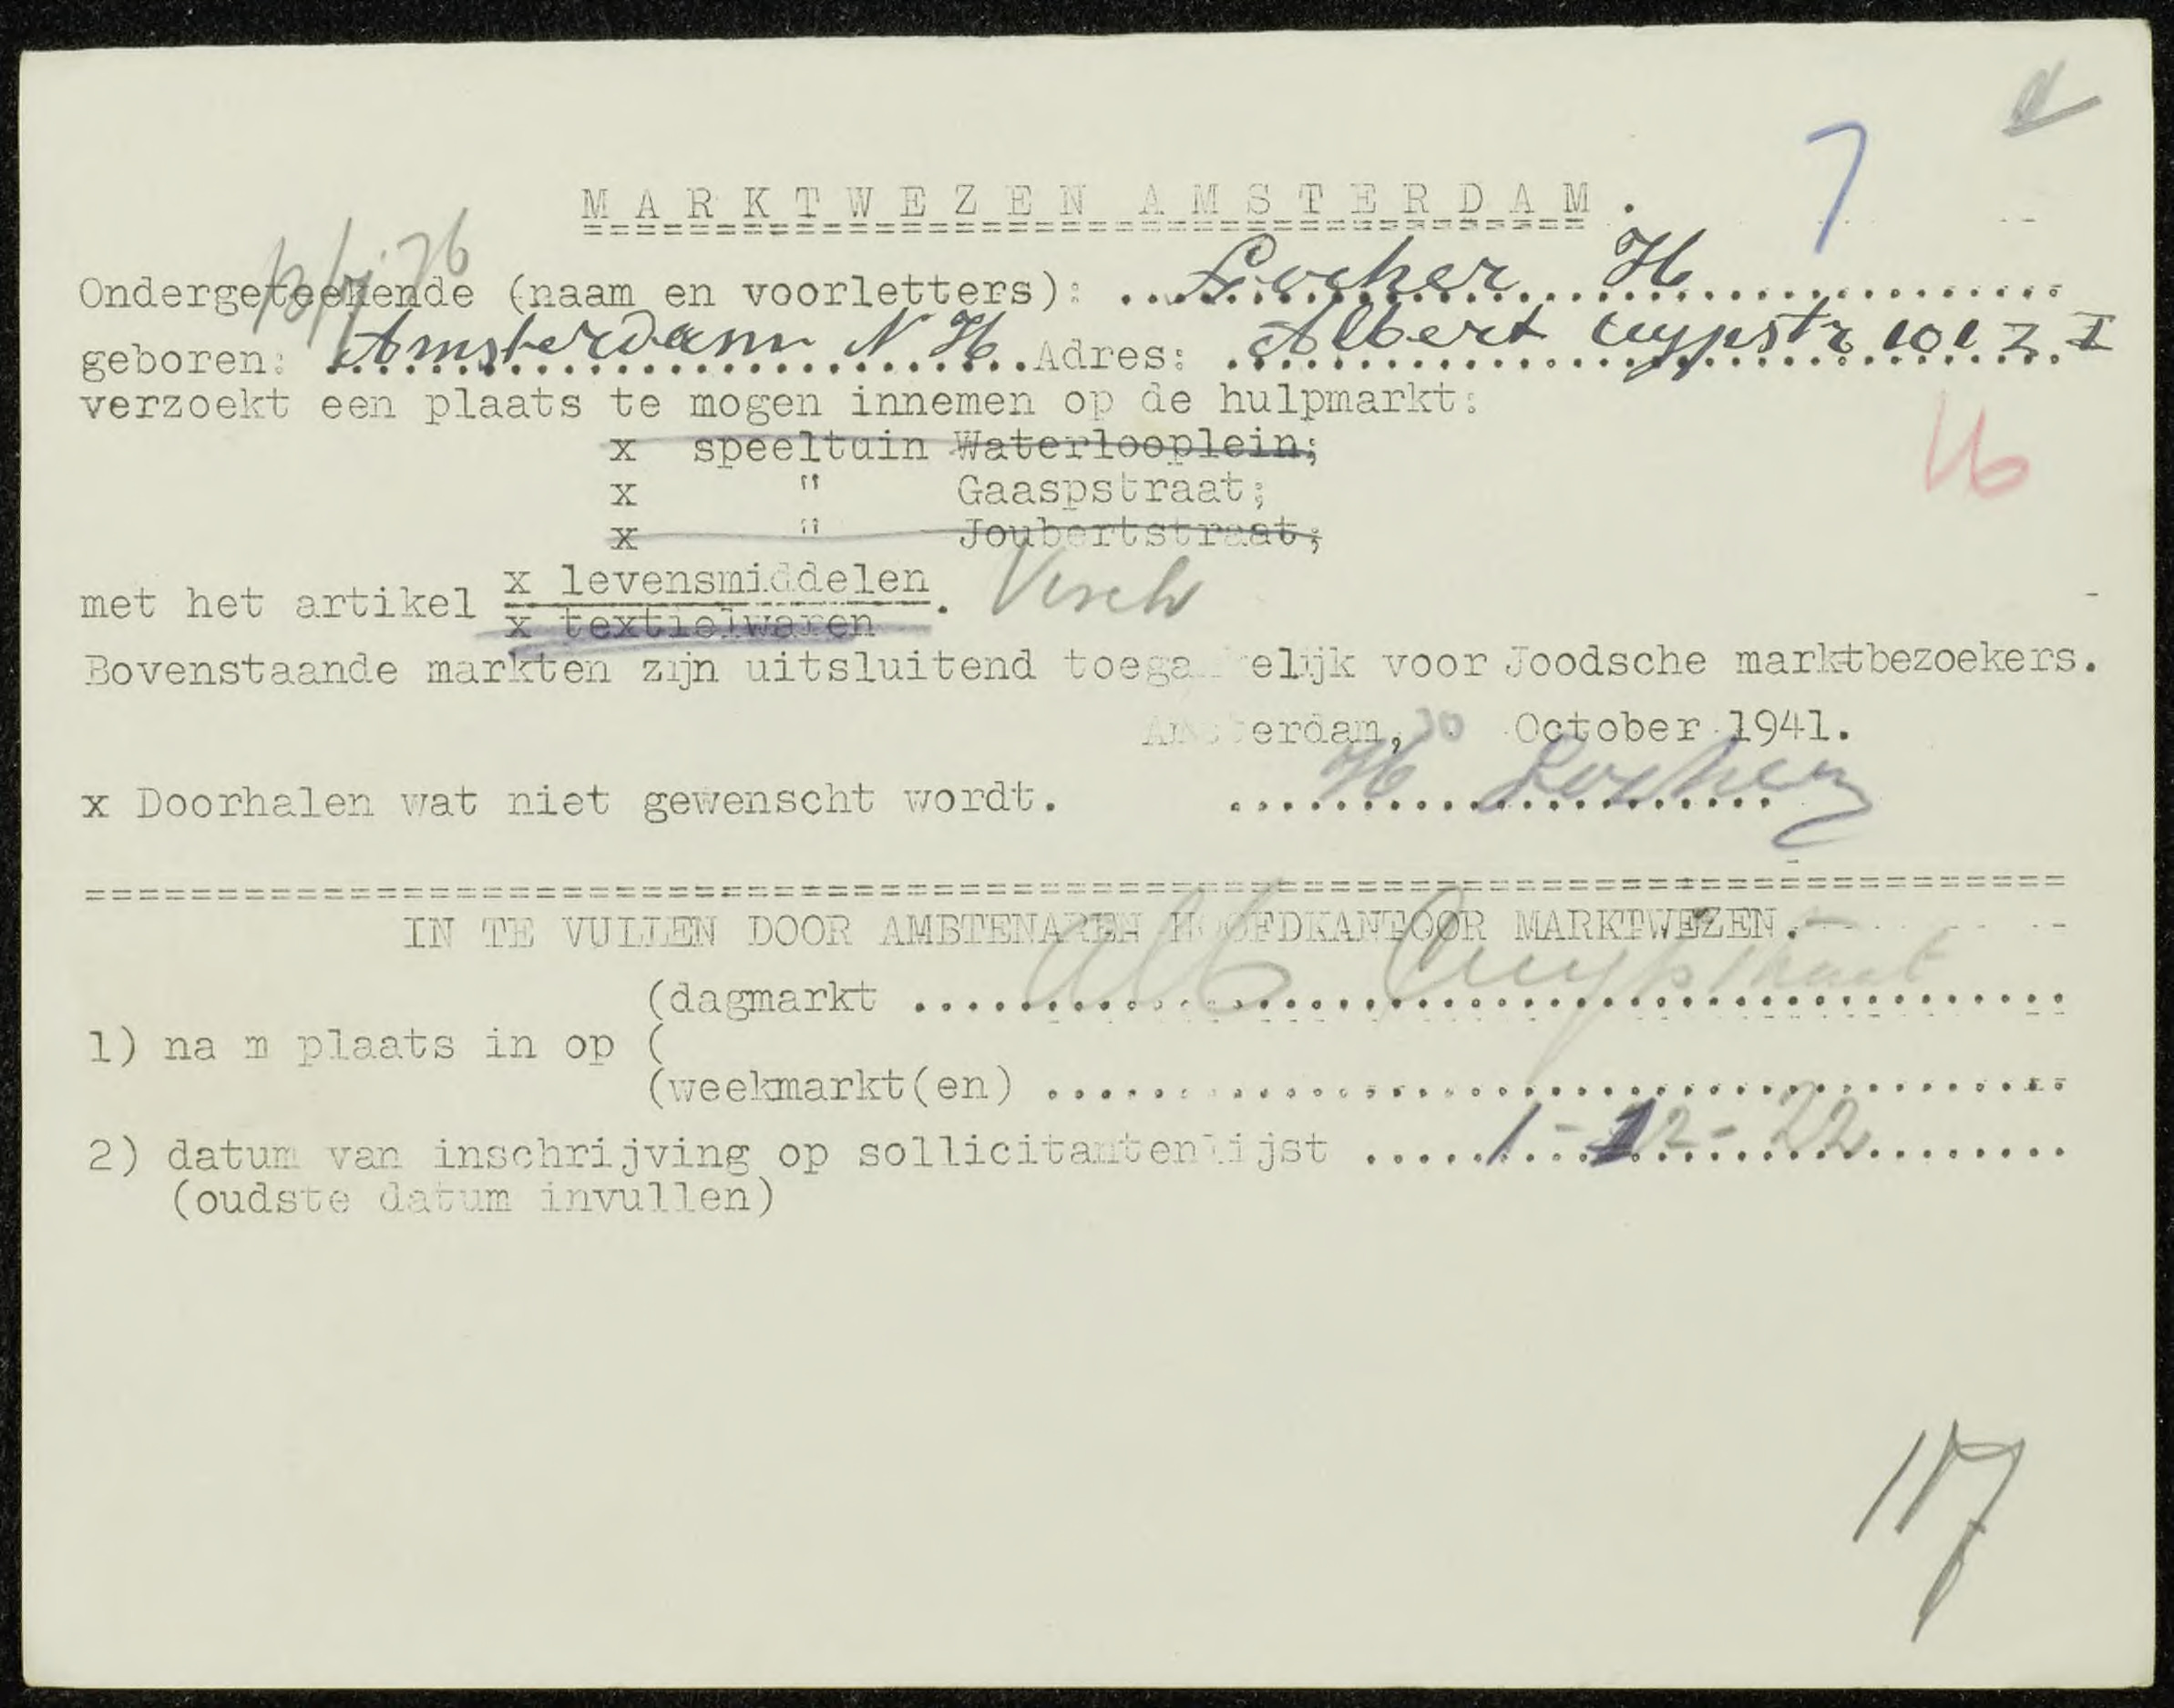 7
MARKTWEZEN AMSTERDAM.
Ondergeteekende (naam en voorletters): Locher H
geboren: Amsterdam N H Adres: Albert Cuypstr 101 Z I
verzoekt een plaats te mogen innemen op de hulpmarkt:
x speeltuin Waterlooplein;
x " Gaaspstraat;
x " Joubertstraat;
met het artikel x levensmiddelen. Visch
x textielwaren
Bovenstaande markten zijn uitsluitend toega elijk voor Joodsche marktbezoekers.
Amsterdam, 30 October 1941.
x Doorhalen wat niet gewenscht wordt. H Locher
IN TE VULLEN DOOR AMBTENAREN HOOFDKANTOOR MARKTWEZEN.
(dagmarkt Alb Cuypstraat
1) na m plaats in op (
(weekmarkt(en)
2) datum van inschrijving op sollicitantenlijst 1-12-22
(oudste datum invullen)
117